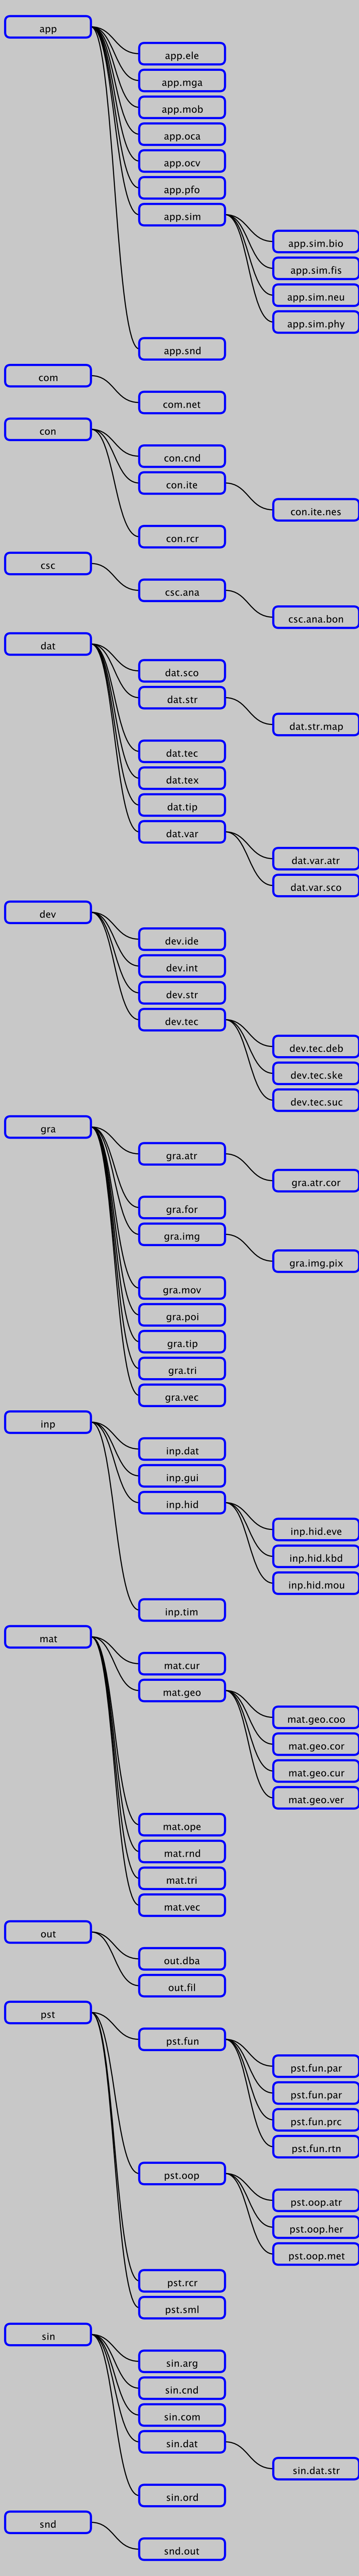 app
app.ele
app.mga
app.mob
app.oca
app.ocv
app.pfo
app.sim
app.sim.bio
app.sim.fis
app.sim.neu
app.sim.phy
app.snd
com
com.net
con
con.cnd
con.ite
con.ite.nes
con.rcr
csc
csc.ana
csc.ana.bon
dat
dat.sco
dat.str
dat.str.map
dat.tec
dat.tex
dat.tip
dat.var
dat.var.atr
dat.var.sco
dev
dev.ide
dev.int
dev.str
dev.tec
dev.tec.deb
dev.tec.ske
dev.tec.suc
gra
gra.atr
gra.atr.cor
gra.for
gra.img
gra.img.pix
gra.mov
gra.poi
gra.tip
gra.tri
gra.vec
inp
inp.dat
inp.gui
inp.hid
inp.hid.eve
inp.hid.kbd
inp.hid.mou
inp.tim
mat
mat.cur
mat.geo
mat.geo.coo
mat.geo.cor
mat.geo.cur
mat.geo.ver
mat.ope
mat.rnd
mat.tri
mat.vec
out
out.dba
out.fil
pst
pst.fun
pst.fun.par
pst.fun.par
pst.fun.prc
pst.fun.rtn
pst.oop
pst.oop.atr
pst.oop.her
pst.oop.met
pst.rcr
pst.sml
sin
sin.arg
sin.cnd
sin.com
sin.dat
sin.dat.str
sin.ord
snd
snd.out